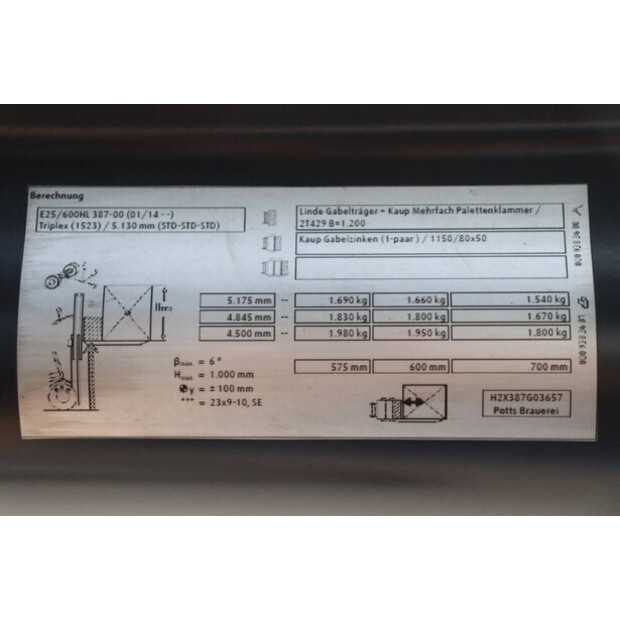 Berechnung
E25/600HL 387-00 (01/14 - -)
Triplex (1523) / 5.130 mm (STD-STD-STD)
Linde Gabelträger - Kaup Mehrfach Palettenklammer /
2T429 B=1.200
Kaup Gabelzinken (1-paar) / 1150/80x50
5.175 mm -- 1.690 kg 1.660 kg 1.540 kg
4.845 mm -- 1.830 kg 1.800 kg 1.670 kg
4.500 mm -- 1.980 kg 1.950 kg 1.800 kg
575 mm 600 mm 700 mm
βmax. = 6°
Hmax. = 1.000 mm
y = ± 100 mm
*** = 23x9-10, SE
H2X387G03657
Potts Brauerei